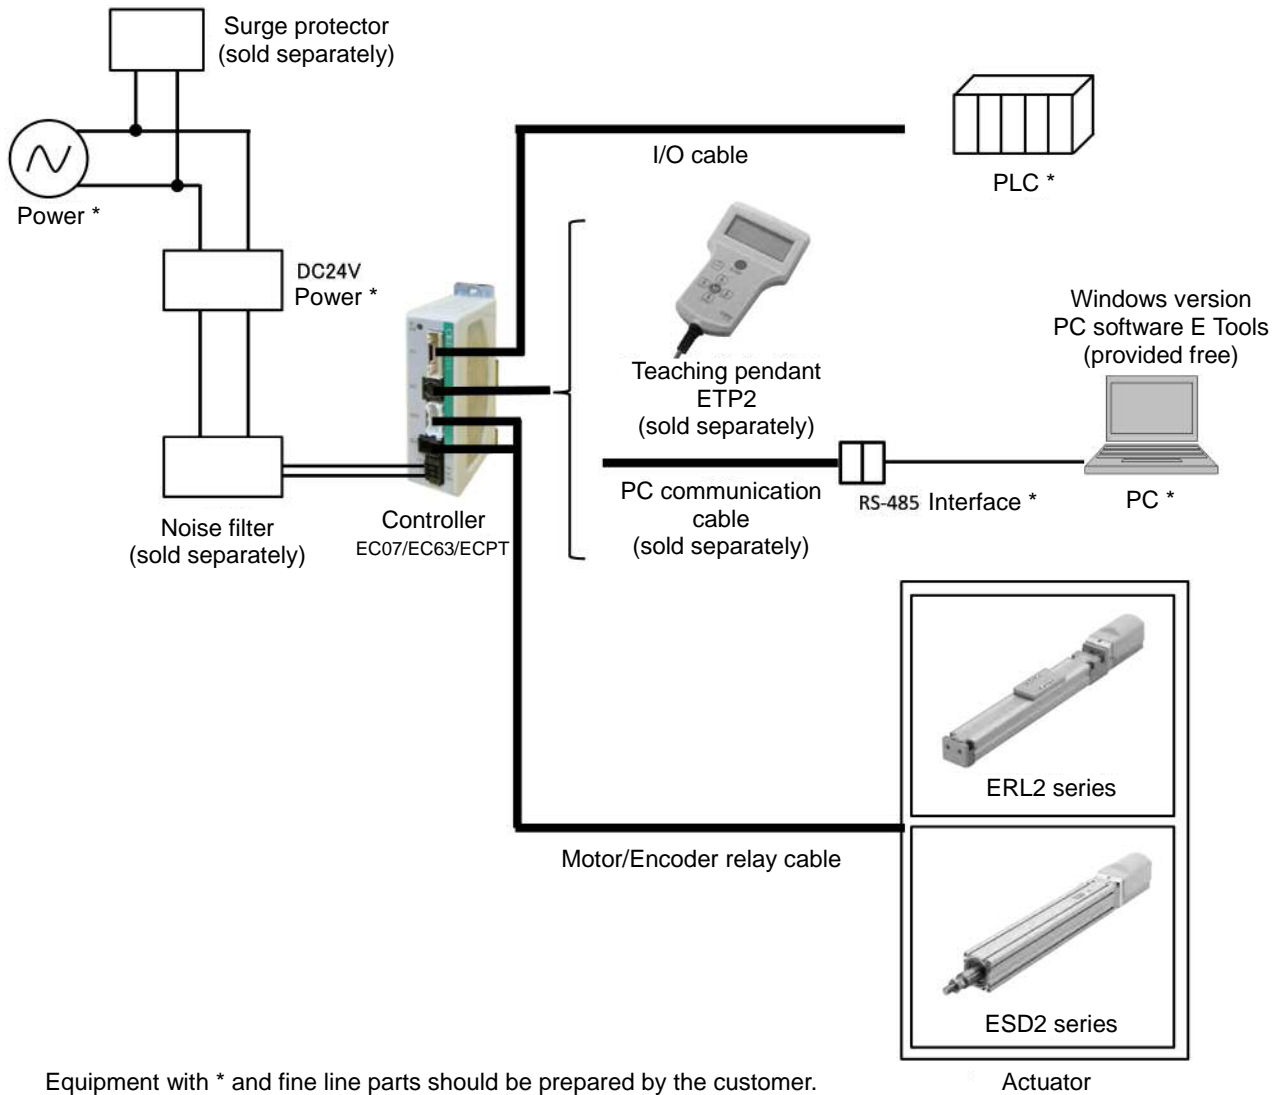 Surge protector
(sold separately)
I/O cable
PLC *
Power *
DC24V
Power *
Windows version
PC software E Tools
(provided free)
Teaching pendant
ETP2
(sold separately)
PC communication
cable
(sold separately)
RS-485 Interface *
PC *
Noise filter
(sold separately)
Controller
EC07/EC63/ECPT
ERL2 series
Motor/Encoder relay cable
ESD2 series
Equipment with * and fine line parts should be prepared by the customer.
Actuator